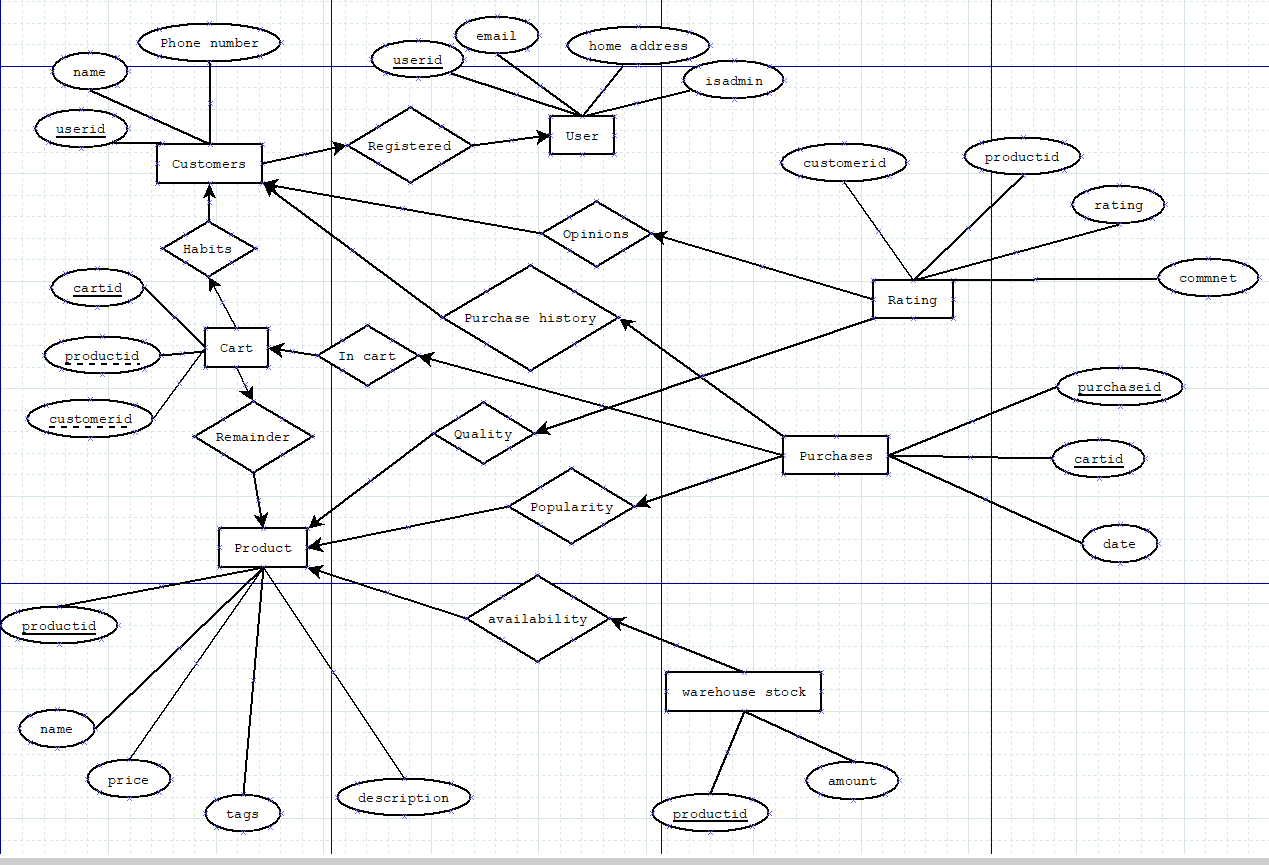 Phone number
name
userid
Customers
userid
email
home address
isadmin
User
Registered
customerid
productid
rating
commnet
Rating
Opinions
Habits
cartid
productid
customerid
Cart
In cart
Purchase history
Remainder
Quality
Popularity
Purchases
purchaseid
cartid
date
Product
availability
warehouse stock
productid
name
price
tags
description
productid
amount